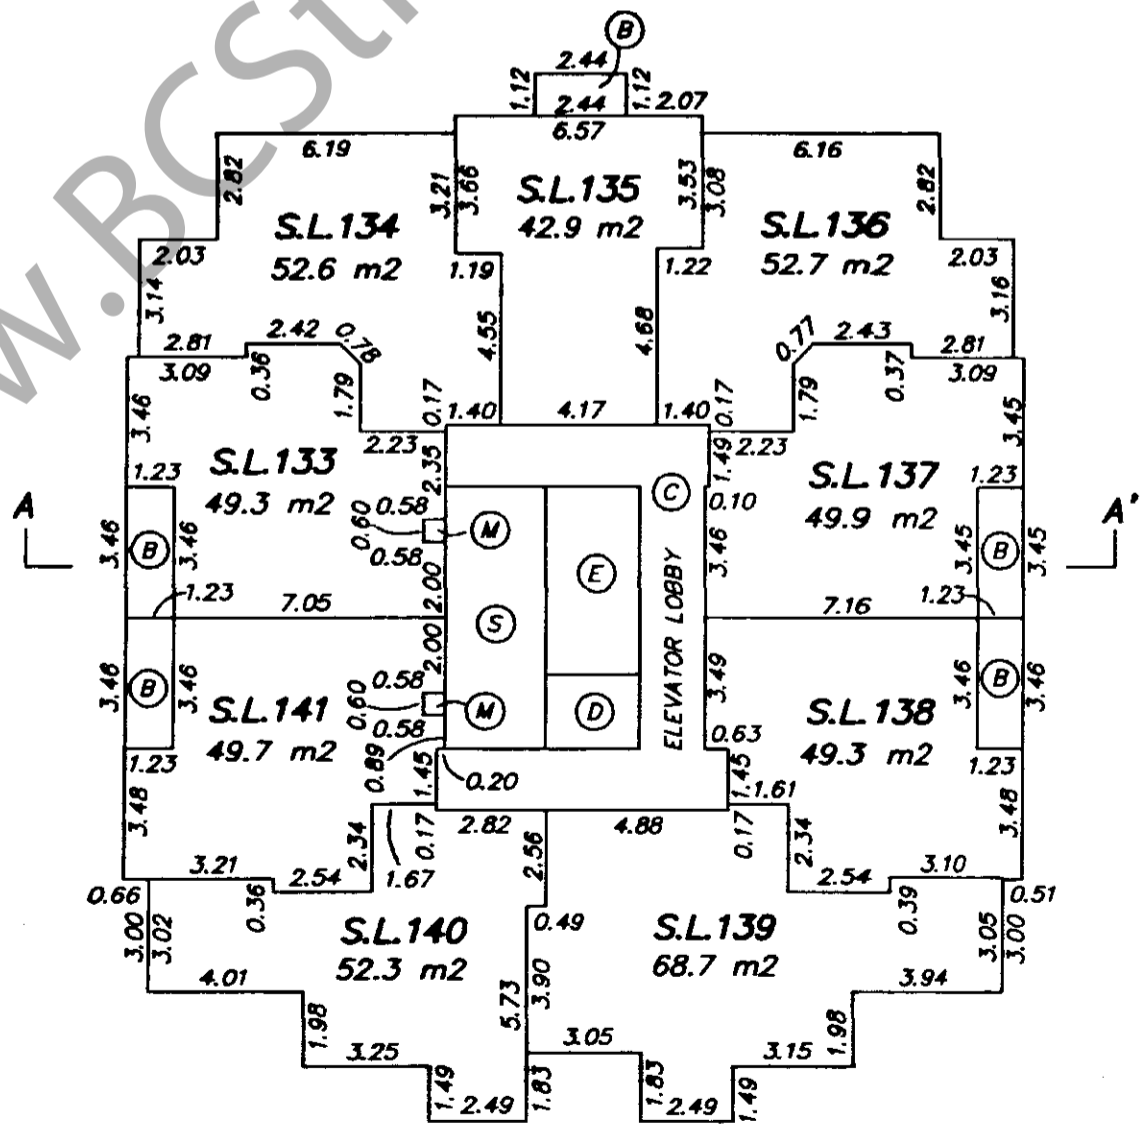 w.BCSt
B
2.44
1.12 2.44 1.12 2.07
6.57
6.19 6.16
2.82 3.21 3.66 3.53 3.08 2.82
S.L.134
52.6 m2
S.L.135
42.9 m2
S.L.136
52.7 m2
2.03 1.19 1.22 2.03
3.14 4.55 4.68 3.16
2.81 2.42 0.78 0.77 2.43 2.81
3.09 0.36 0.37 3.09
1.79 0.17 0.17 1.79
3.46 1.40 4.17 1.40 3.45
2.23 2.23
2.35 1.49
S.L.133
49.3 m2
S.L.137
49.9 m2
1.23 1.23
C
0.10
A A'
0.58
0.60 M
0.58
3.46 B 3.46 3.46 3.45 B 3.45
E
2.00
1.23 7.05 7.16 1.23
S
ELEVATOR LOBBY
2.00
0.58
0.60 M
0.58
D
3.49
3.46 B 3.46 3.46 B 3.46
S.L.141
49.7 m2
S.L.138
49.3 m2
0.63
1.23 0.89 1.45 0.20 1.45 1.61 1.23
3.48 2.34 0.17 2.82 4.88 0.17 2.34 3.48
3.21 2.54 1.67 2.56 2.54 3.10
0.66 0.36 0.49 0.39 0.51
S.L.140
52.3 m2
S.L.139
68.7 m2
3.00 3.02 3.05 3.00
4.01 5.73 3.90 3.94
1.98 1.98
3.25 3.05 3.15
1.49 2.49 1.83 1.83 2.49 1.49